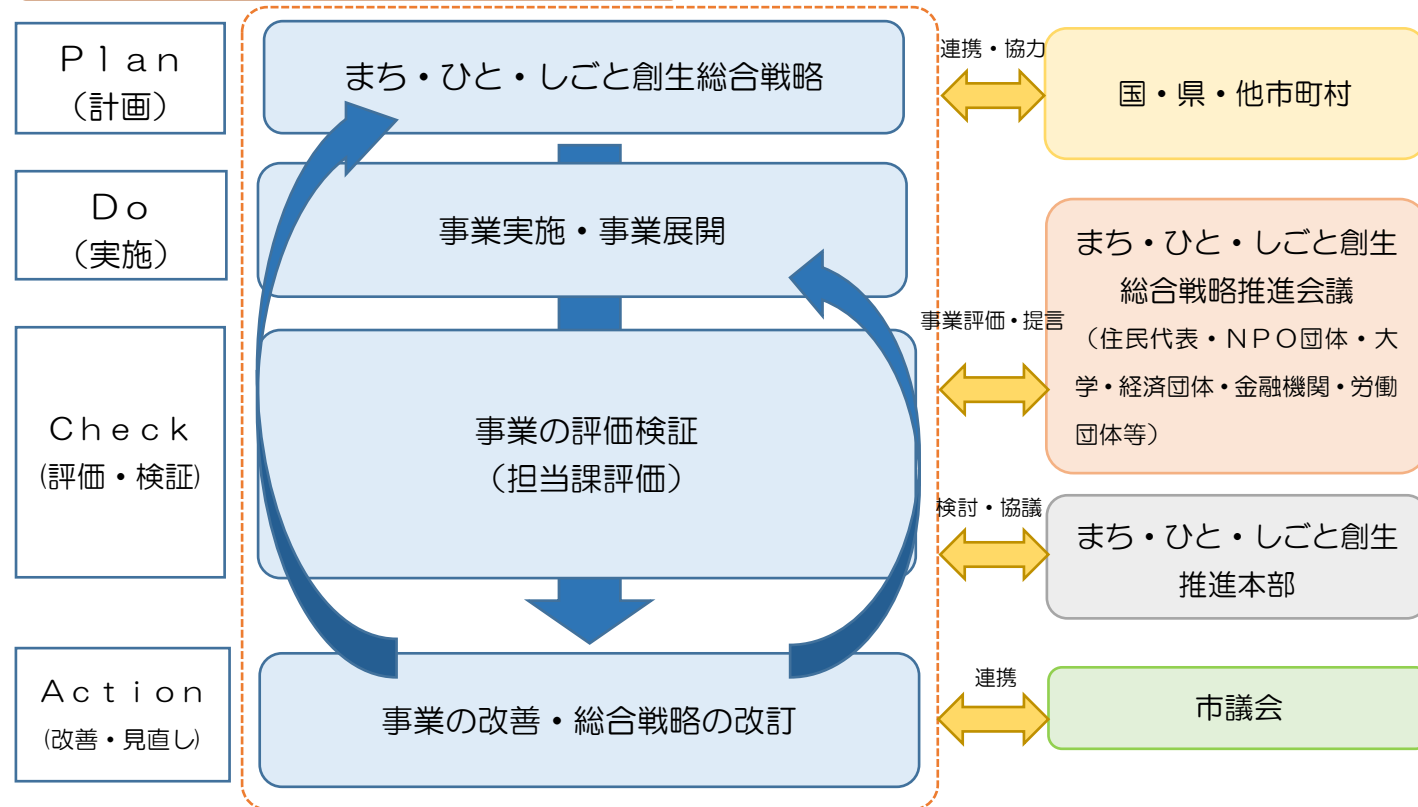 Ｐｌａｎ
（計画）
まち・ひと・しごと創生総合戦略
連携・協力
国・県・他市町村
Ｄｏ
（実施）
事業実施・事業展開
まち・ひと・しごと創生
総合戦略推進会議
（住民代表・ＮＰＯ団体・大
学・経済団体・金融機関・労働
団体等）
事業評価・提言
Ｃｈｅｃｋ
(評価・検証)
事業の評価検証
（担当課評価）
検討・協議
まち・ひと・しごと創生
推進本部
Ａｃｔｉｏｎ
(改善・見直し)
事業の改善・総合戦略の改訂
連携
市議会